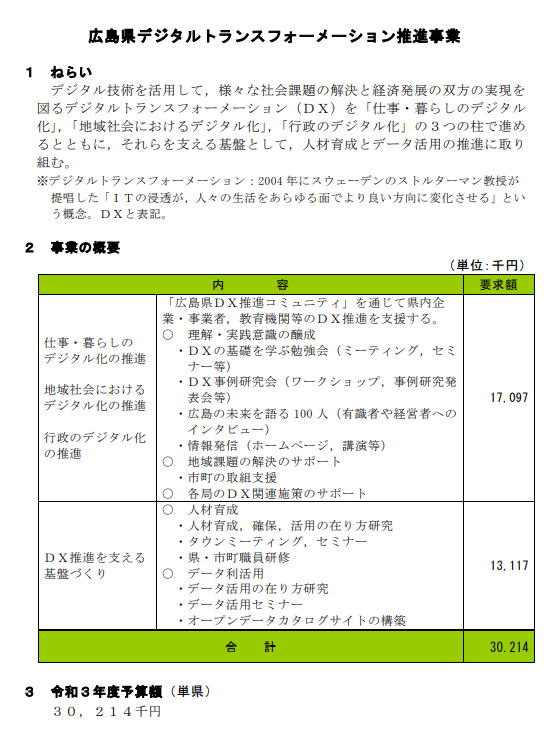 広島県デジタルトランスフォーメーション推進事業
１　ねらい
デジタル技術を活用して，様々な社会課題の解決と経済発展の双方の実現を
図るデジタルトランスフォーメーション（ＤＸ）を「仕事・暮らしのデジタル
化」，「地域社会におけるデジタル化」，「行政のデジタル化」の３つの柱で進め
るとともに，それらを支える基盤として，人材育成とデータ活用の推進に取り
組む。
※デジタルトランスフォーメーション：2004 年にスウェーデンのストルターマン教授が
提唱した「ＩＴの浸透が，人々の生活をあらゆる面でより良い方向に変化させる」とい
う概念。ＤＸと表記。
２　事業の概要
（単位：千円）
内　　容
要求額
仕事・暮らしの
デジタル化の推進
地域社会における
デジタル化の推進
行政のデジタル化
の推進
「広島県ＤＸ推進コミュニティ」を通じて県内企
業・事業者，教育機関等のＤＸ推進を支援する。
○　理解・実践意識の醸成
・ＤＸの基礎を学ぶ勉強会（ミーティング，セミ
ナー等）
・ＤＸ事例研究会（ワークショップ，事例研究発
表会等）
・広島の未来を語る 100 人（有識者や経営者への
インタビュー）
・情報発信（ホームページ，講演等）
○　地域課題の解決のサポート
・市町の取組支援
○　各局のＤＸ関連施策のサポート
17,097
ＤＸ推進を支える
基盤づくり
○　人材育成
・人材育成，確保，活用の在り方研究
・タウンミーティング，セミナー
・県・市町職員研修
○　データ利活用
・データ活用の在り方研究
・データ活用セミナー
・オープンデータカタログサイトの構築
13,117
合　　計
30,214
３　令和３年度予算額（単県）
３０，２１４千円